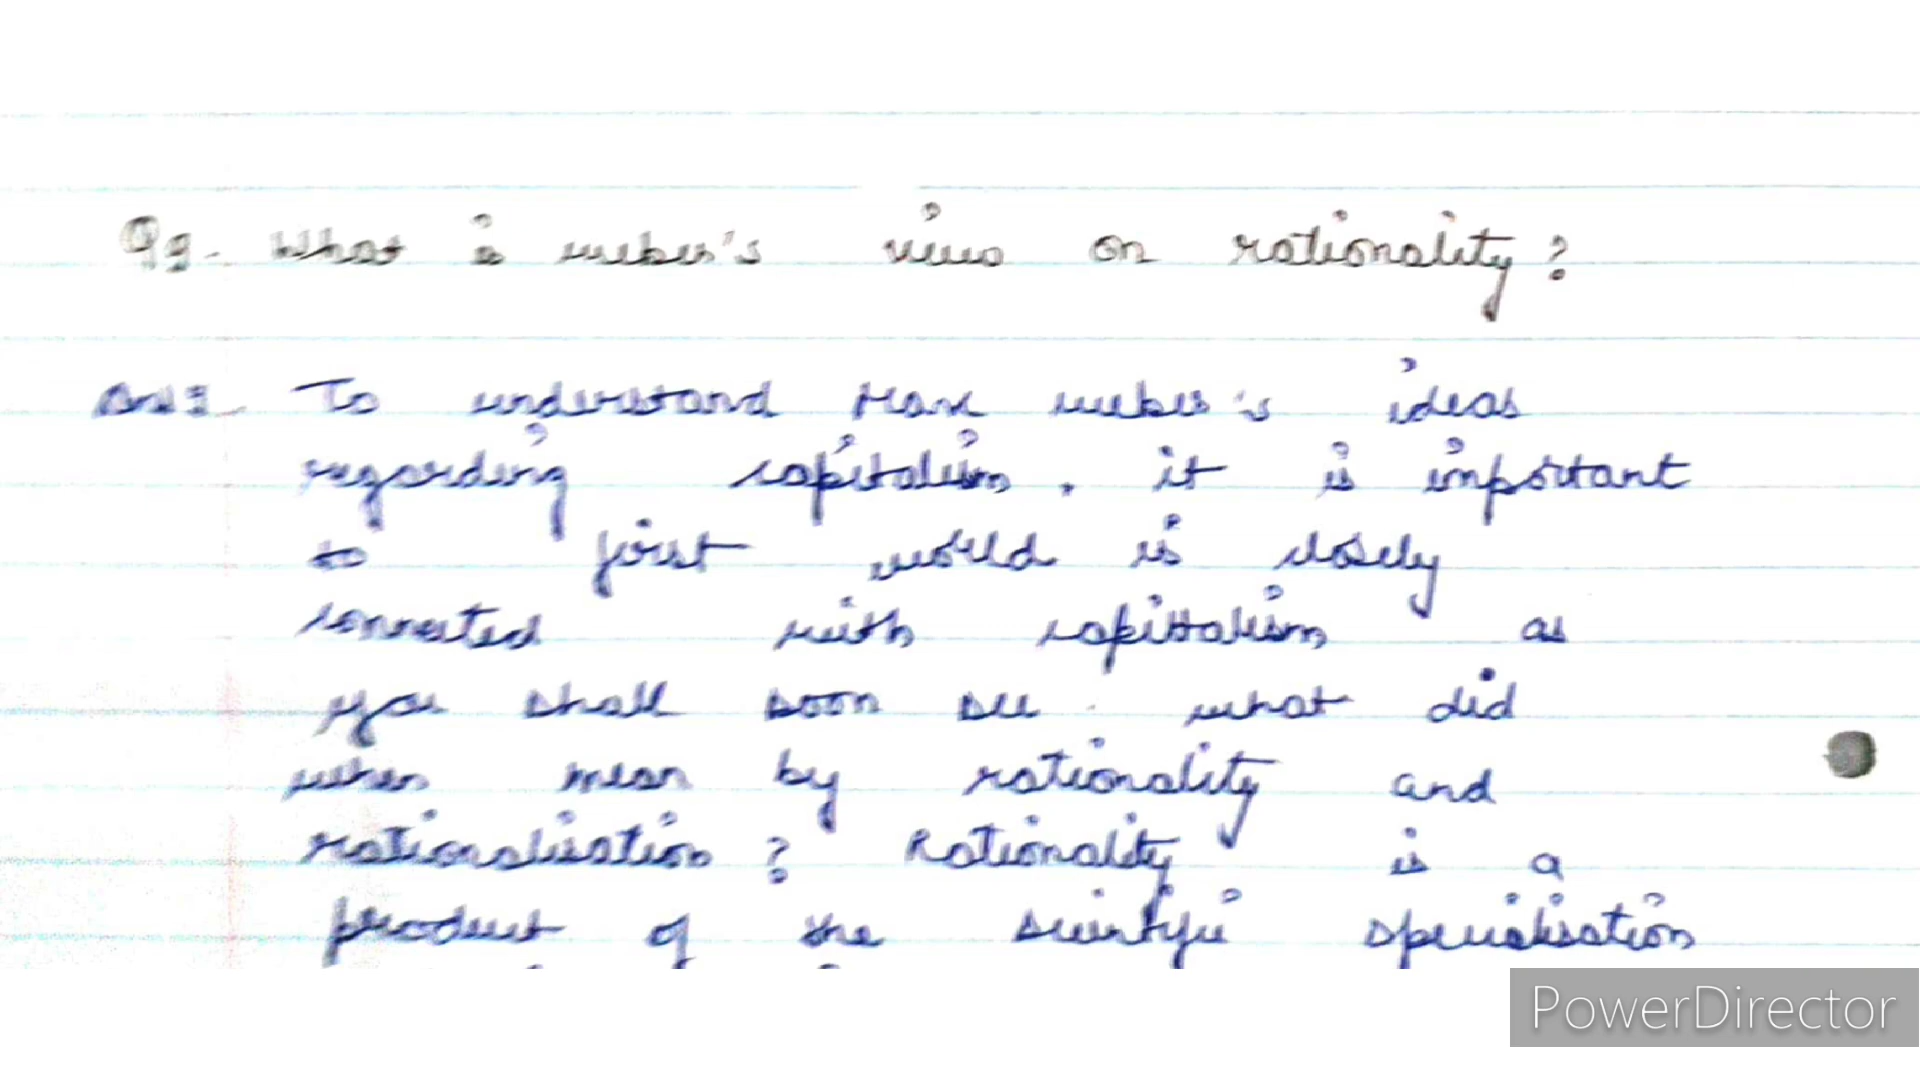 Q9. What is weber's view on rationality?
Ans9. To understand Max weber's ideas
regarding capitalism, it is important
to first world is closely
connected with capitalism as
you shall soon see. what did
weber mean by rationality and
rationalisation? Rationality is a
product of the scientific specialisation
PowerDirector